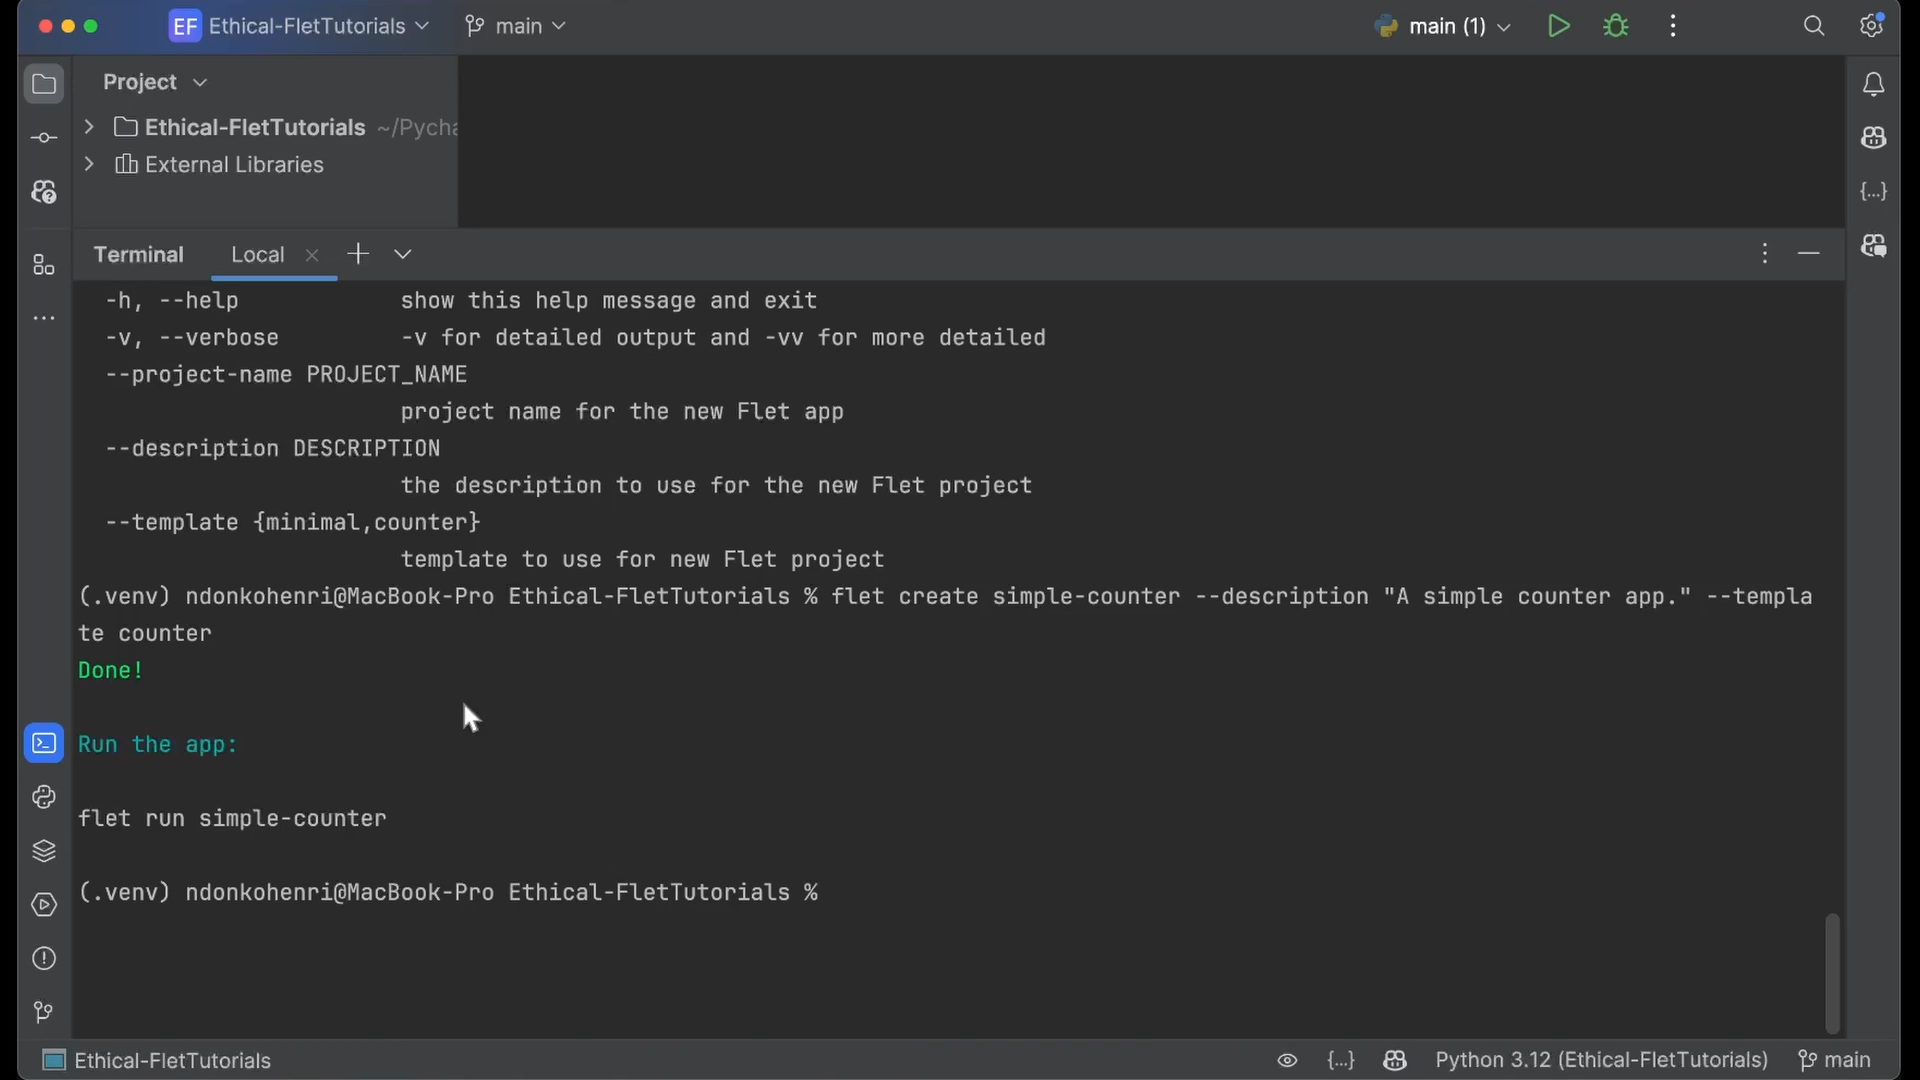 EF Ethical-FletTutorials main main (1)
Project
Ethical-FletTutorials ~/Pycha
External Libraries
Terminal Local
-h, --help show this help message and exit
-v, --verbose -v for detailed output and -vv for more detailed
--project-name PROJECT_NAME
project name for the new Flet app
--description DESCRIPTION
the description to use for the new Flet project
--template {minimal,counter}
template to use for new Flet project
(.venv) ndonkohenri@MacBook-Pro Ethical-FletTutorials % flet create simple-counter --description "A simple counter app." --templa
te counter
Done!
Run the app:
flet run simple-counter
(.venv) ndonkohenri@MacBook-Pro Ethical-FletTutorials %
Ethical-FletTutorials Python 3.12 (Ethical-FletTutorials) main